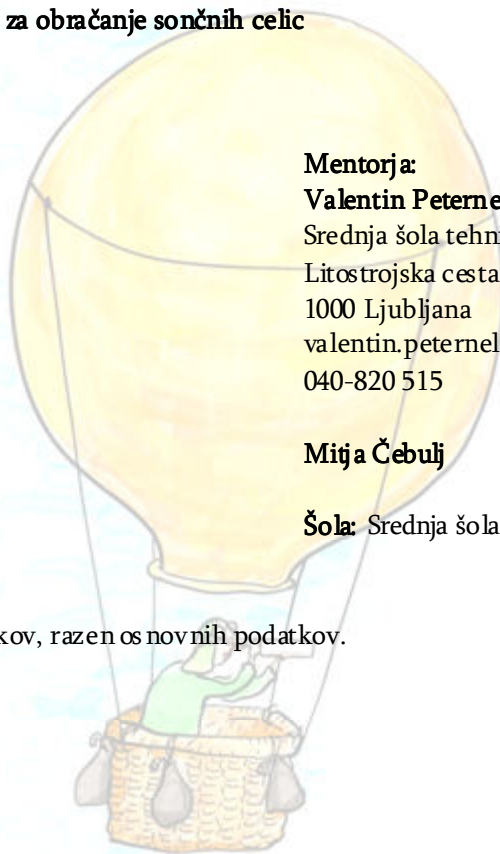 za obračanje sončnih celic
Mentorja:
Valentin Peterne
Srednja šola tehn
Litostrojska cesta
1000 Ljubljana
valentin.peternel
040-820 515
Mitja Čebulj
Šola: Srednja šola
kov, razen osnovnih podatkov.